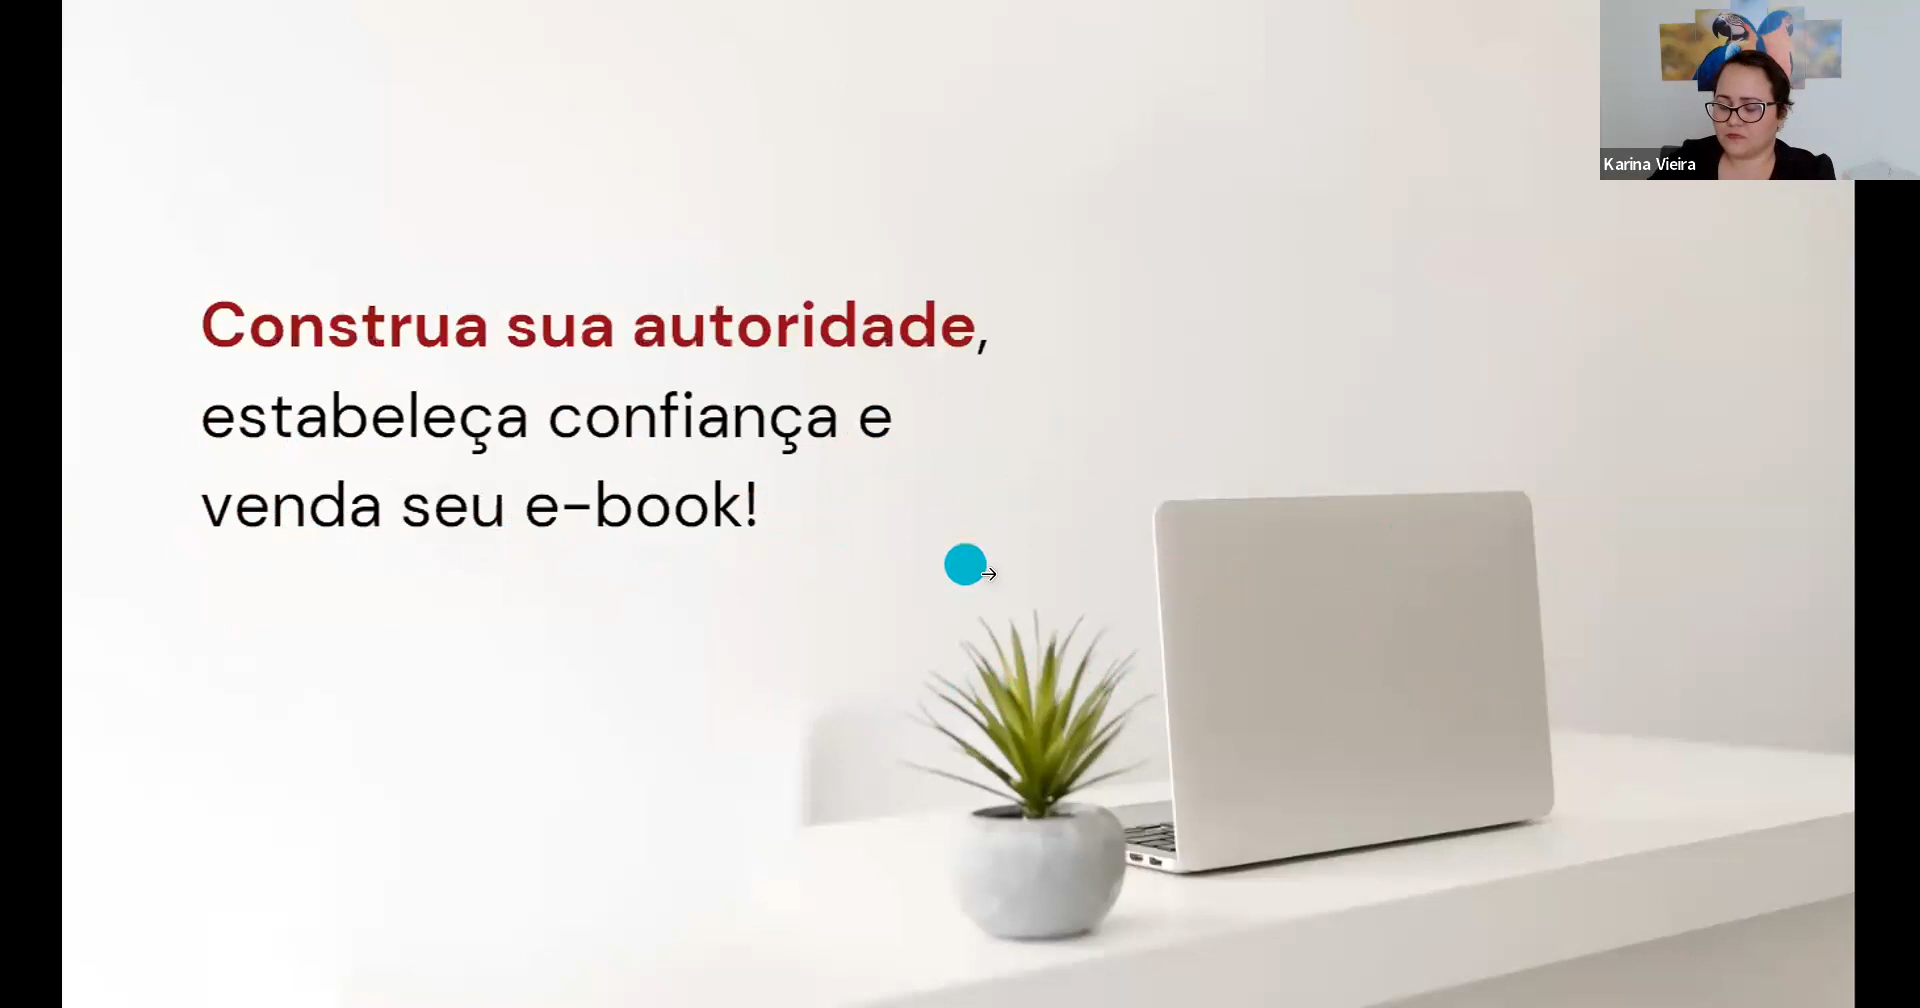 Karina Vieira
Construa sua autoridade,
estabeleça confiança e
venda seu e-book!